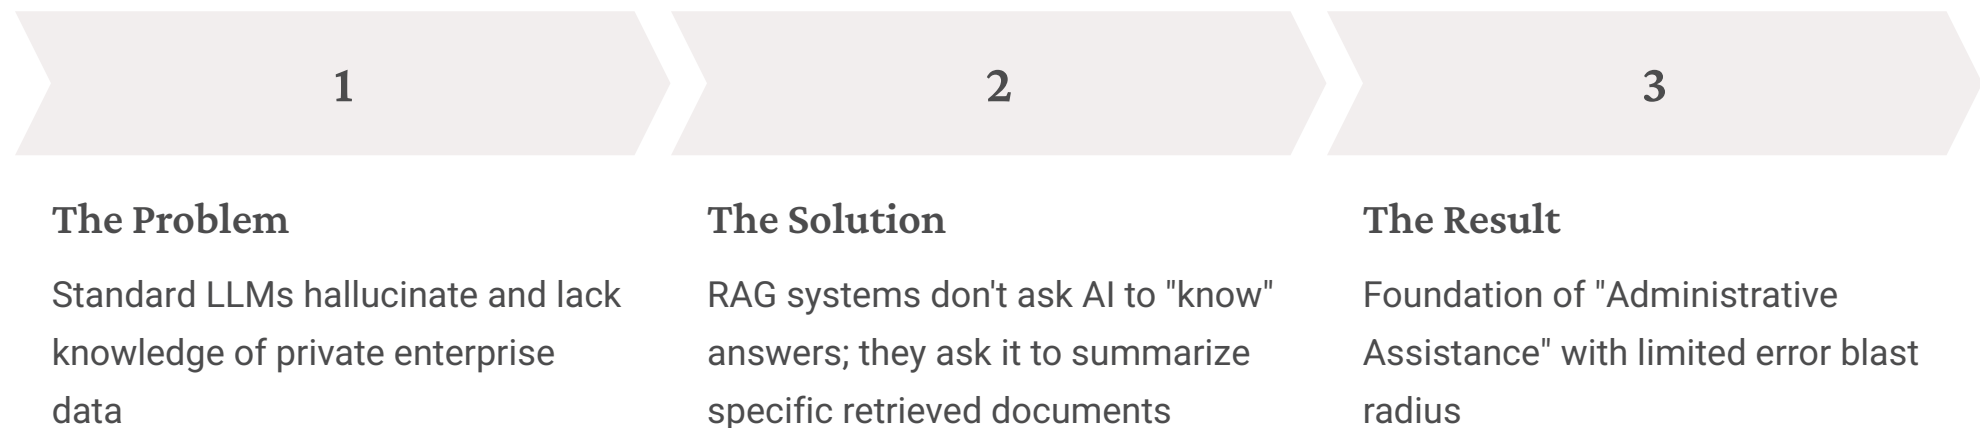 1
2
3
The Problem
Standard LLMs hallucinate and lack
knowledge of private enterprise
data
The Solution
RAG systems don't ask AI to "know"
answers; they ask it to summarize
specific retrieved documents
The Result
Foundation of "Administrative
Assistance" with limited error blast
radius